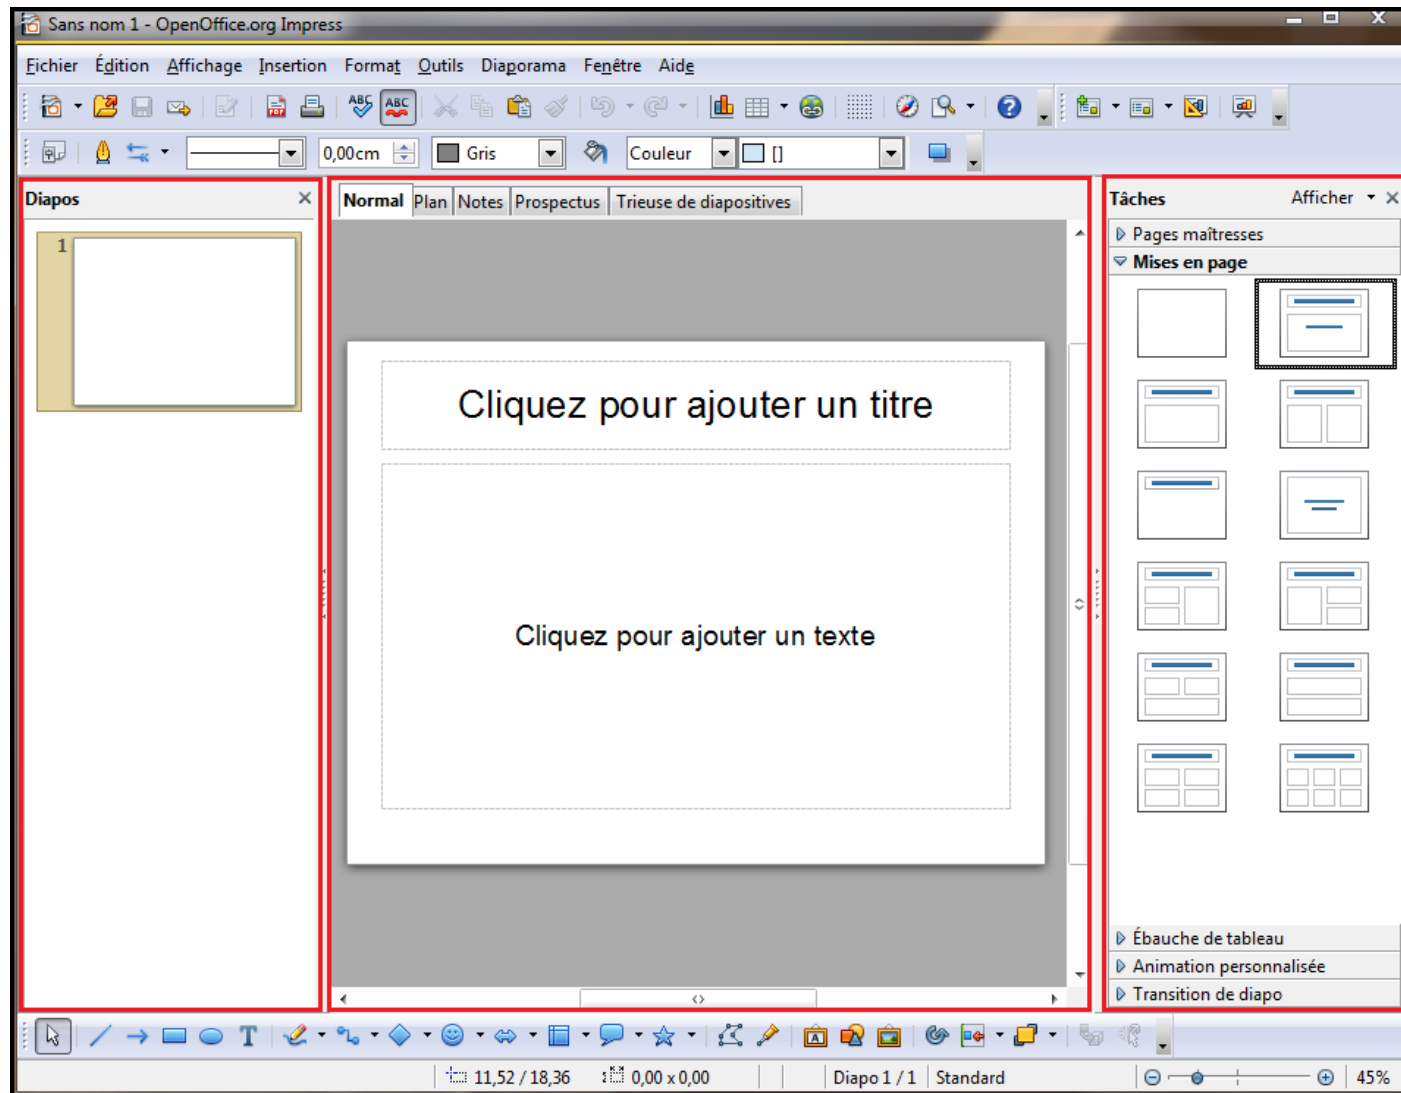 Sans nom 1 - OpenOffice.org Impress
Fichier Édition Affichage Insertion Format Outils Diaporama Fenêtre Aide
ABC ABC
0,00cm Gris Couleur []
Diapos
1
Normal Plan Notes Prospectus Trieuse de diapositives
Cliquez pour ajouter un titre
Cliquez pour ajouter un texte
Tâches Afficher
Pages maîtresses
Mises en page
Ébauche de tableau
Animation personnalisée
Transition de diapo
11,52 / 18,36 0,00 x 0,00 Diapo 1 / 1 Standard 45%